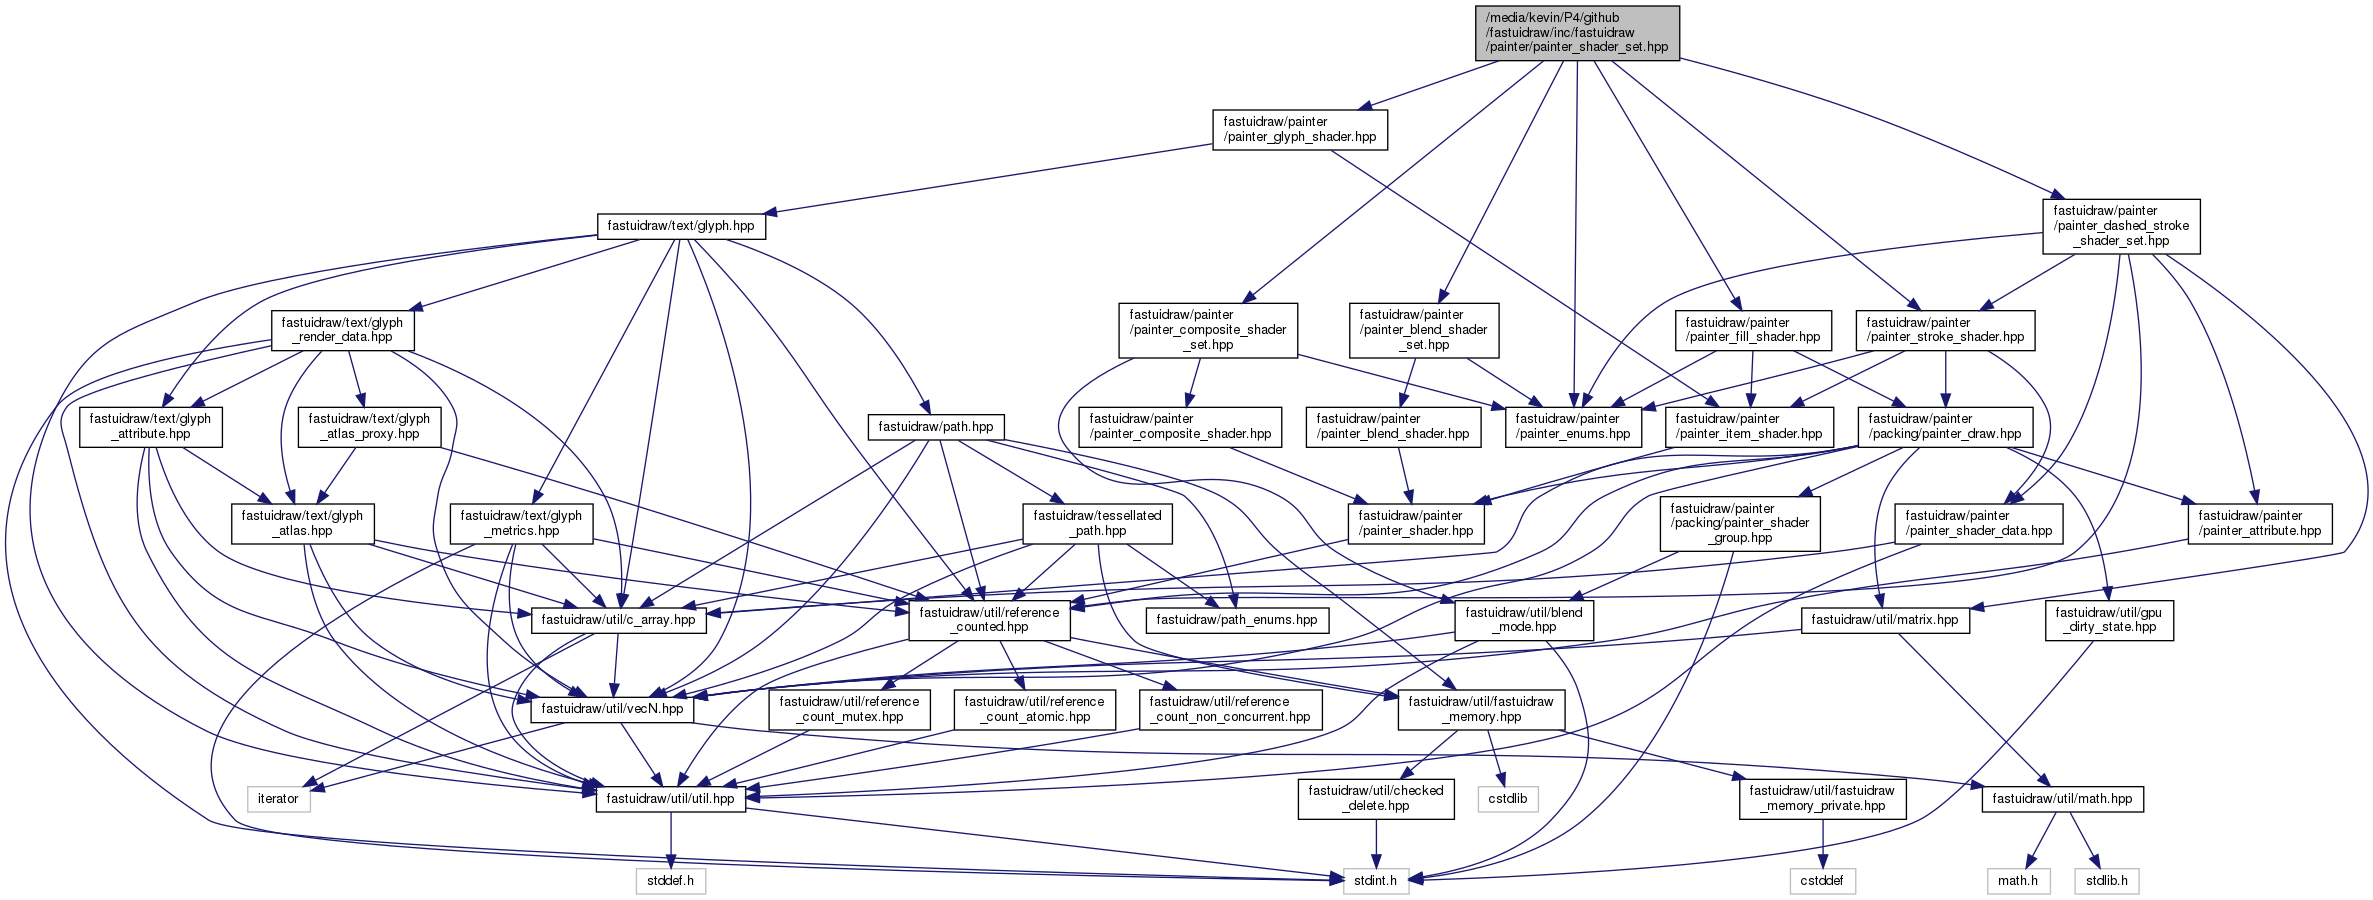 /media/kevin/P4/github
/fastuidraw/inc/fastuidraw
/painter/painter_shader_set.hpp
fastuidraw/painter
/painter_glyph_shader.hpp
fastuidraw/text/glyph.hpp
fastuidraw/painter
/painter_dashed_stroke
_shader_set.hpp
fastuidraw/text/glyph
_render_data.hpp
fastuidraw/painter
/painter_composite_shader
_set.hpp
fastuidraw/painter
/painter_blend_shader
_set.hpp
fastuidraw/painter
/painter_fill_shader.hpp
fastuidraw/painter
/painter_stroke_shader.hpp
fastuidraw/text/glyph
_attribute.hpp
fastuidraw/text/glyph
_atlas_proxy.hpp
fastuidraw/path.hpp
fastuidraw/painter
/painter_composite_shader.hpp
fastuidraw/painter
/painter_blend_shader.hpp
fastuidraw/painter
/painter_enums.hpp
fastuidraw/painter
/painter_item_shader.hpp
fastuidraw/painter
/packing/painter_draw.hpp
fastuidraw/text/glyph
_atlas.hpp
fastuidraw/text/glyph
_metrics.hpp
fastuidraw/tessellated
_path.hpp
fastuidraw/painter
/painter_shader.hpp
fastuidraw/painter
/packing/painter_shader
_group.hpp
fastuidraw/painter
/painter_shader_data.hpp
fastuidraw/painter
/painter_attribute.hpp
fastuidraw/util/c_array.hpp
fastuidraw/util/reference
_counted.hpp
fastuidraw/path_enums.hpp
fastuidraw/util/blend
_mode.hpp
fastuidraw/util/matrix.hpp
fastuidraw/util/gpu
_dirty_state.hpp
fastuidraw/util/vecN.hpp
fastuidraw/util/reference
_count_mutex.hpp
fastuidraw/util/reference
_count_atomic.hpp
fastuidraw/util/reference
_count_non_concurrent.hpp
fastuidraw/util/fastuidraw
_memory.hpp
iterator
fastuidraw/util/util.hpp
fastuidraw/util/checked
_delete.hpp
cstdlib
fastuidraw/util/fastuidraw
_memory_private.hpp
fastuidraw/util/math.hpp
stddef.h
stdint.h
cstddef
math.h
stdlib.h